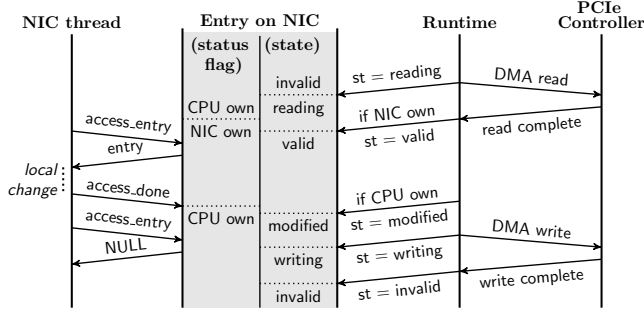 NIC thread
Entry on NIC
Runtime
PCIe
Controller
(status
flag)
(state)
invalid
st = reading
DMA read
CPU own
reading
access_entry
NIC own
if NIC own
read complete
entry
valid
st = valid
local
change
access_done
if CPU own
access_entry
CPU own
modified
st = modified
DMA write
NULL
writing
st = writing
write complete
invalid
st = invalid